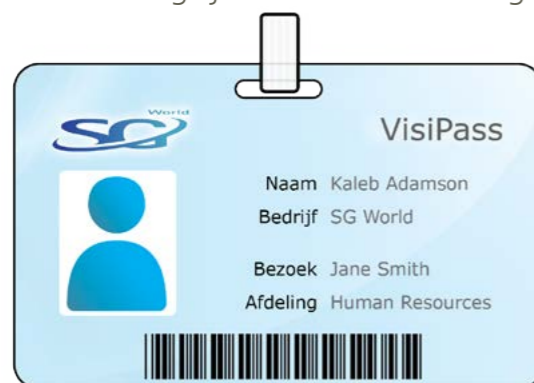 World
SG
VisiPass
Naam Kaleb Adamson
Bedrijf SG World
Bezoek Jane Smith
Afdeling Human Resources